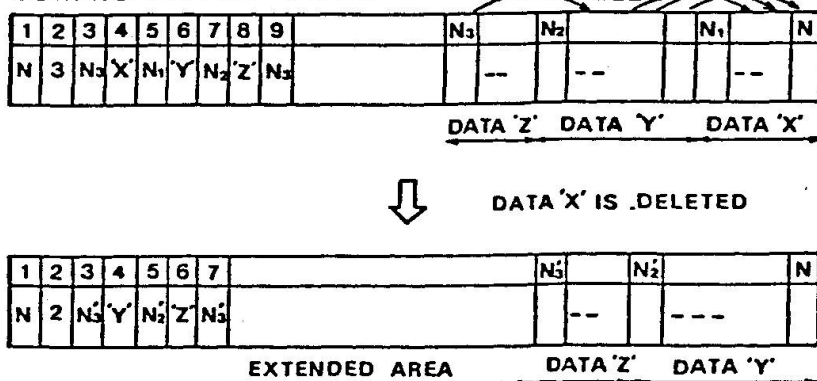 1 2 3 4 5 6 7 8 9 N₃ N₂ N₁ N
N 3 N₃ 'X' N₁ 'Y' N₂ 'Z' N₃ -- -- --
DATA 'Z' DATA 'Y' DATA 'X'
DATA 'X' IS .DELETED
1 2 3 4 5 6 7 N₃' N₂' N
N 2 N₃' 'Y' N₂' 'Z' N₃' -- ---
EXTENDED AREA DATA 'Z' DATA 'Y'